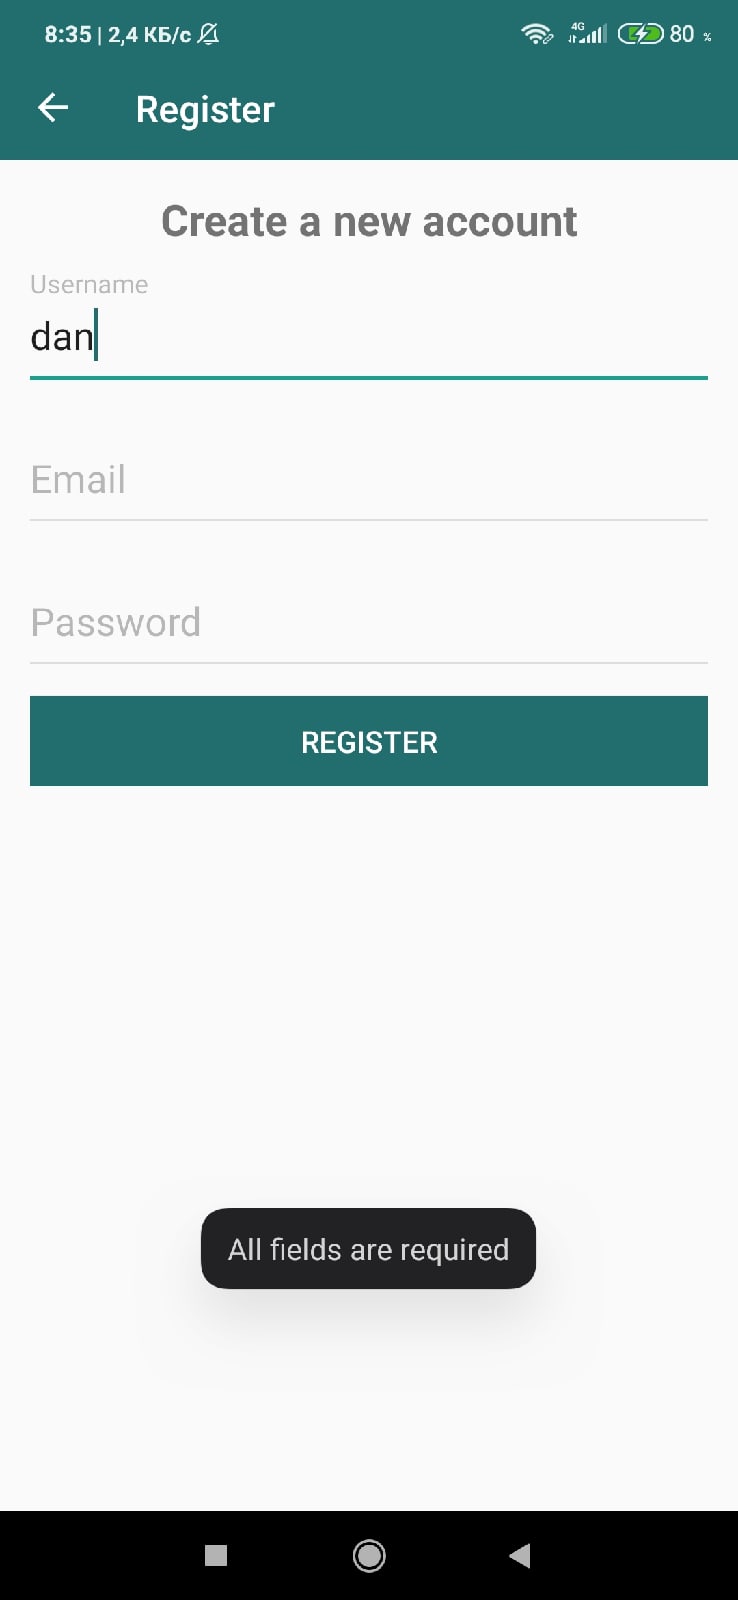 8:35 | 2,4 КБ/с 4G 80 %
Register
Create a new account
Username
dan
Email
Password
REGISTER
All fields are required